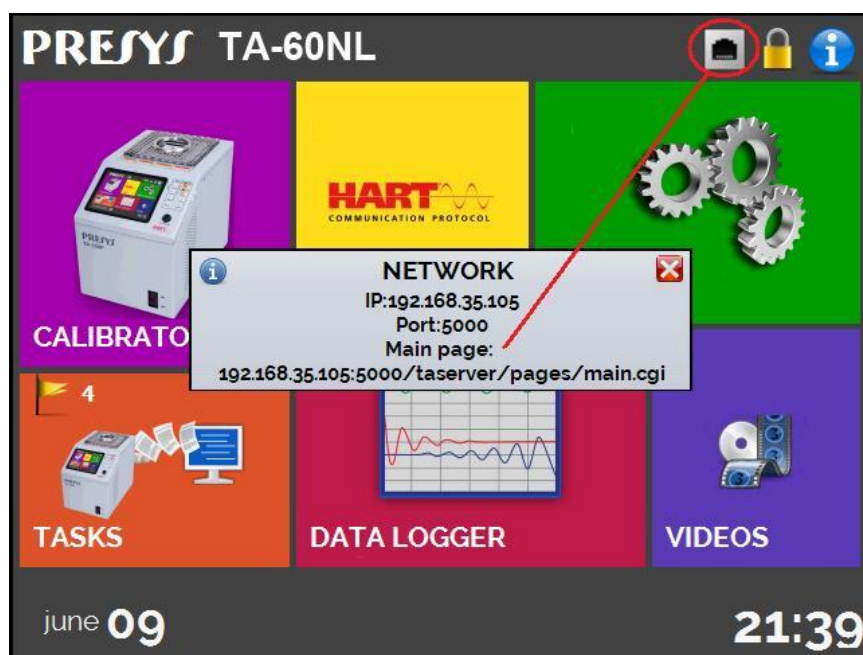 PRESYS TA-60NL
HART
COMMUNICATION PROTOCOL
NETWORK
IP:192.168.35.105
Port:5000
Main page:
192.168.35.105:5000/taserver/pages/main.cgi
CALIBRATO
4
TASKS
DATA LOGGER
VIDEOS
june 09
21:39